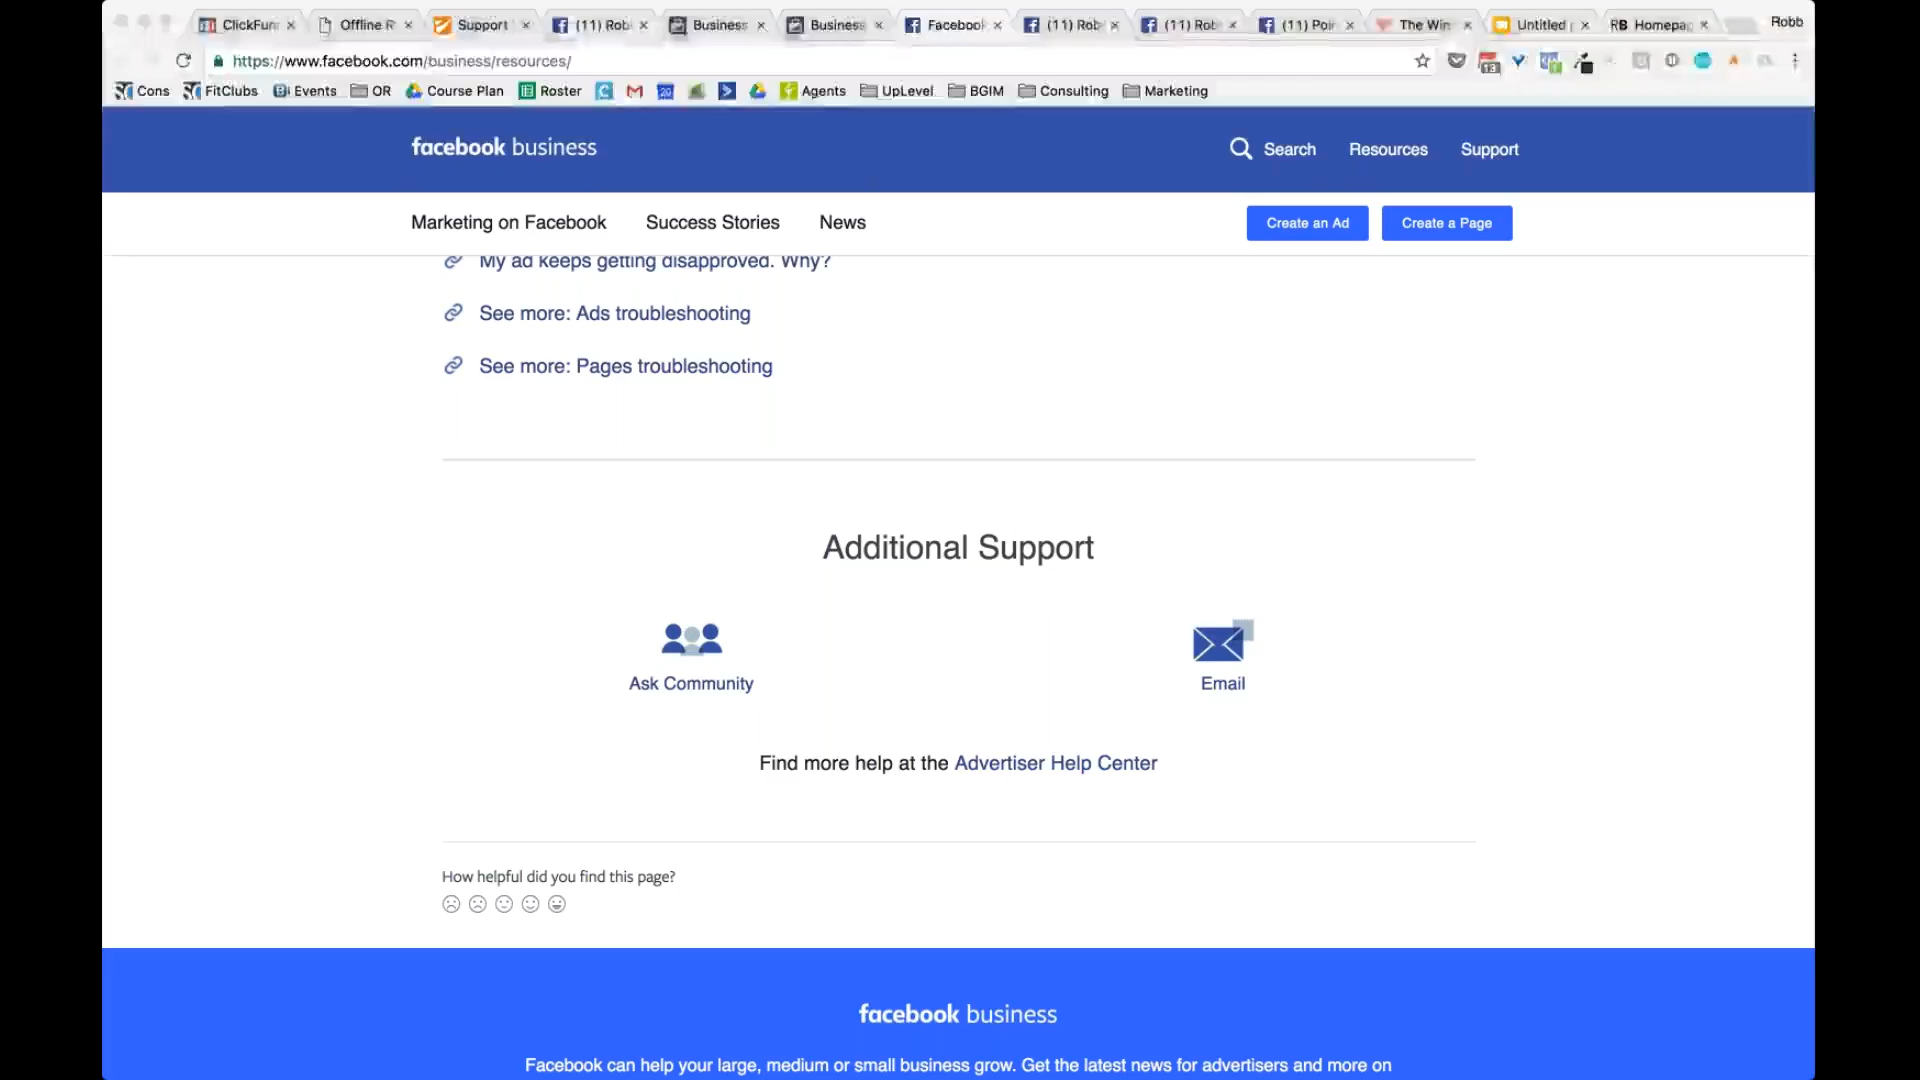 ClickFun
Offline R
Support
(11) Rob
Business
Business
Facebook
(11) Rob
(11) Rob
(11) Poi
The Win
Untitled
RB Homepag
Robb
https://www.facebook.com/business/resources/
Cons
FitClubs
Events
OR
Course Plan
Roster
Agents
UpLevel
BGIM
Consulting
Marketing
facebook business
Search
Resources
Support
Marketing on Facebook
Success Stories
News
Create an Ad
Create a Page
My ad keeps getting disapproved. Why?
See more: Ads troubleshooting
See more: Pages troubleshooting
Additional Support
Ask Community
Email
Find more help at the Advertiser Help Center
How helpful did you find this page?
facebook business
Facebook can help your large, medium or small business grow. Get the latest news for advertisers and more on